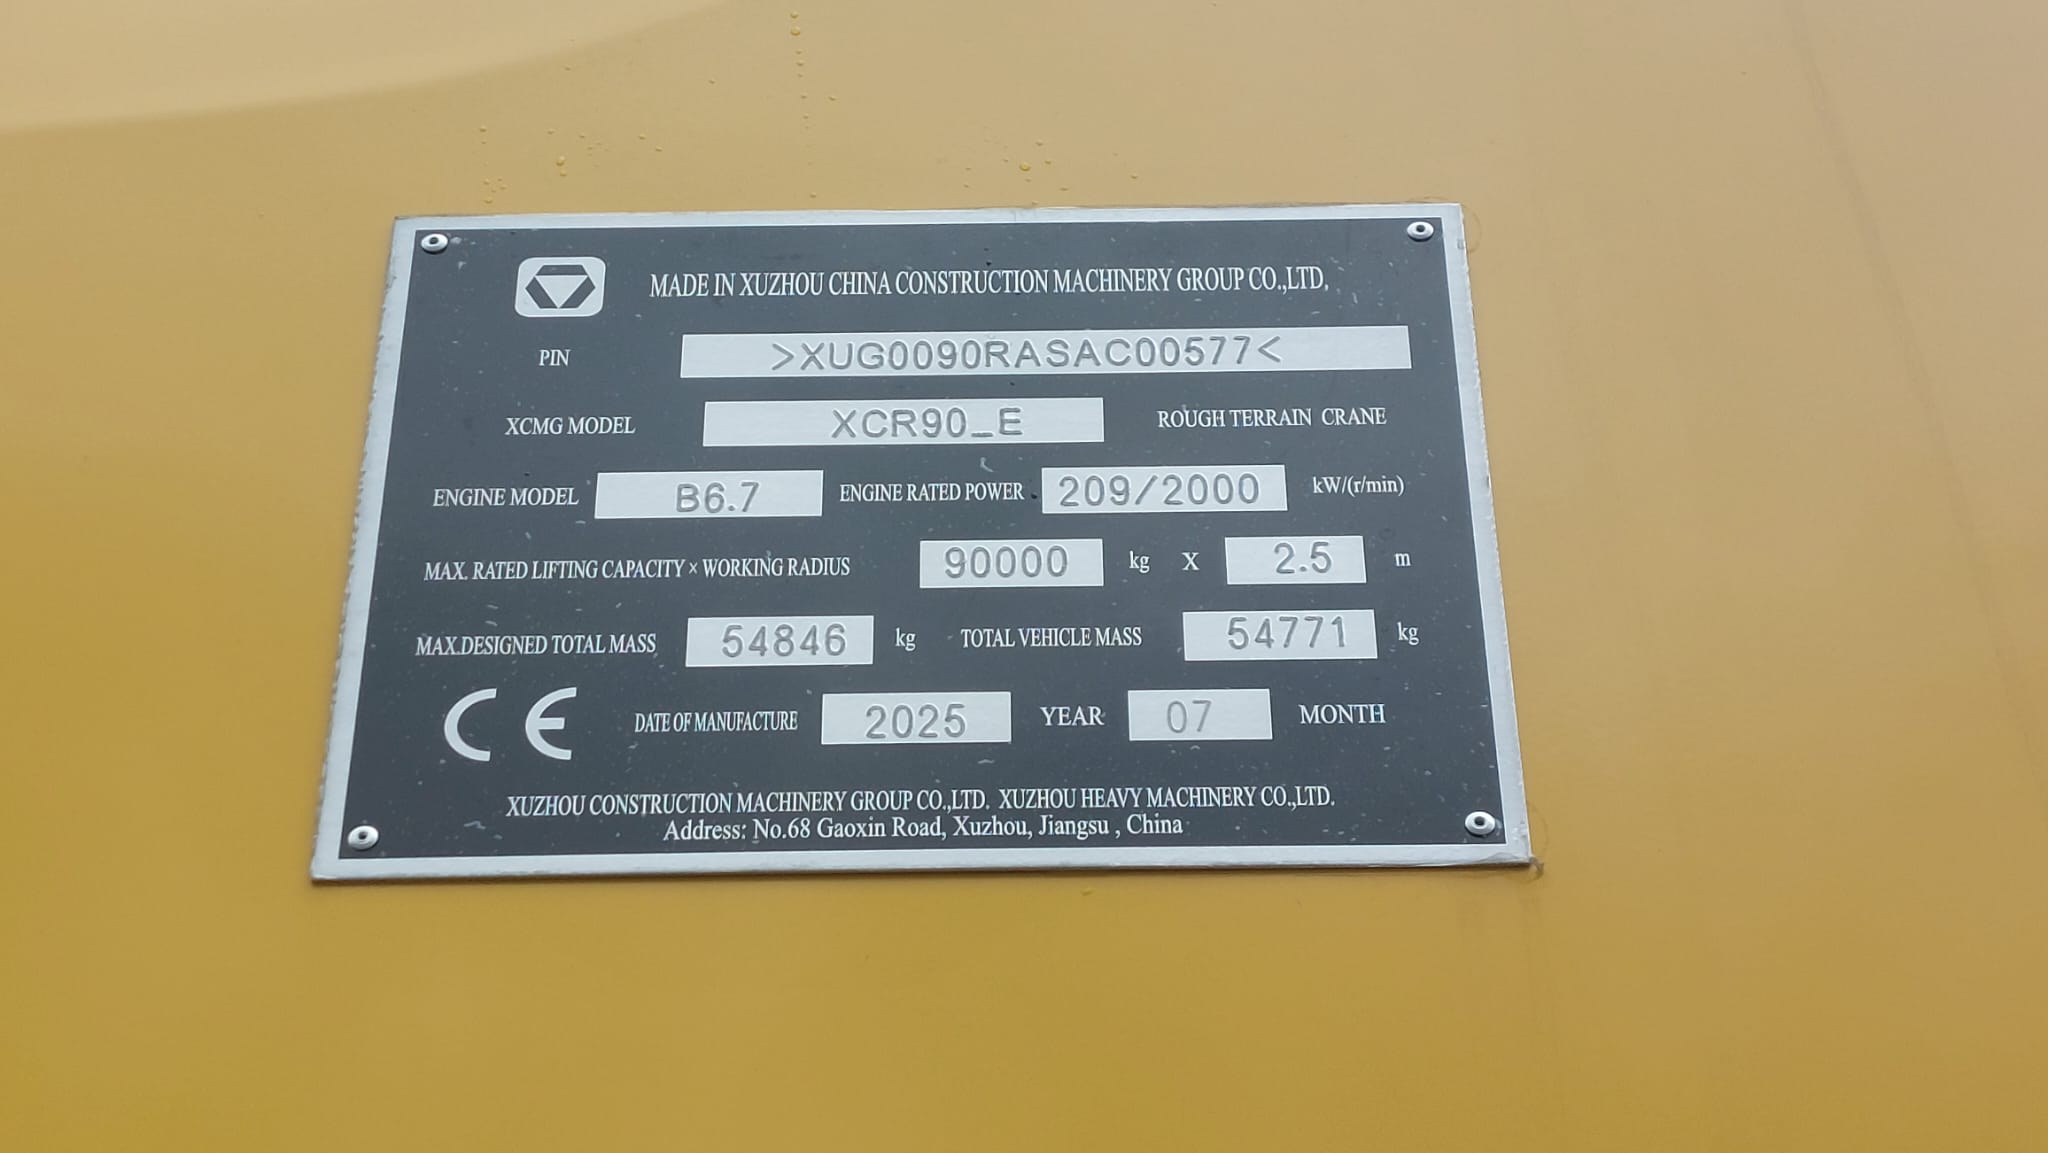 MADE IN XUZHOU CHINA CONSTRUCTION MACHINERY GROUP CO.,LTD.
PIN >XUG0090RASAC00577<
XCMG MODEL XCR90_E ROUGH TERRAIN CRANE
ENGINE MODEL B6.7 ENGINE RATED POWER 209/2000 kW/(r/min)
MAX. RATED LIFTING CAPACITY × WORKING RADIUS 90000 kg X 2.5 m
MAX.DESIGNED TOTAL MASS 54846 kg TOTAL VEHICLE MASS 54771 kg
CE DATE OF MANUFACTURE 2025 YEAR 07 MONTH
XUZHOU CONSTRUCTION MACHINERY GROUP CO.,LTD. XUZHOU HEAVY MACHINERY CO.,LTD.
Address: No.68 Gaoxin Road, Xuzhou, Jiangsu , China